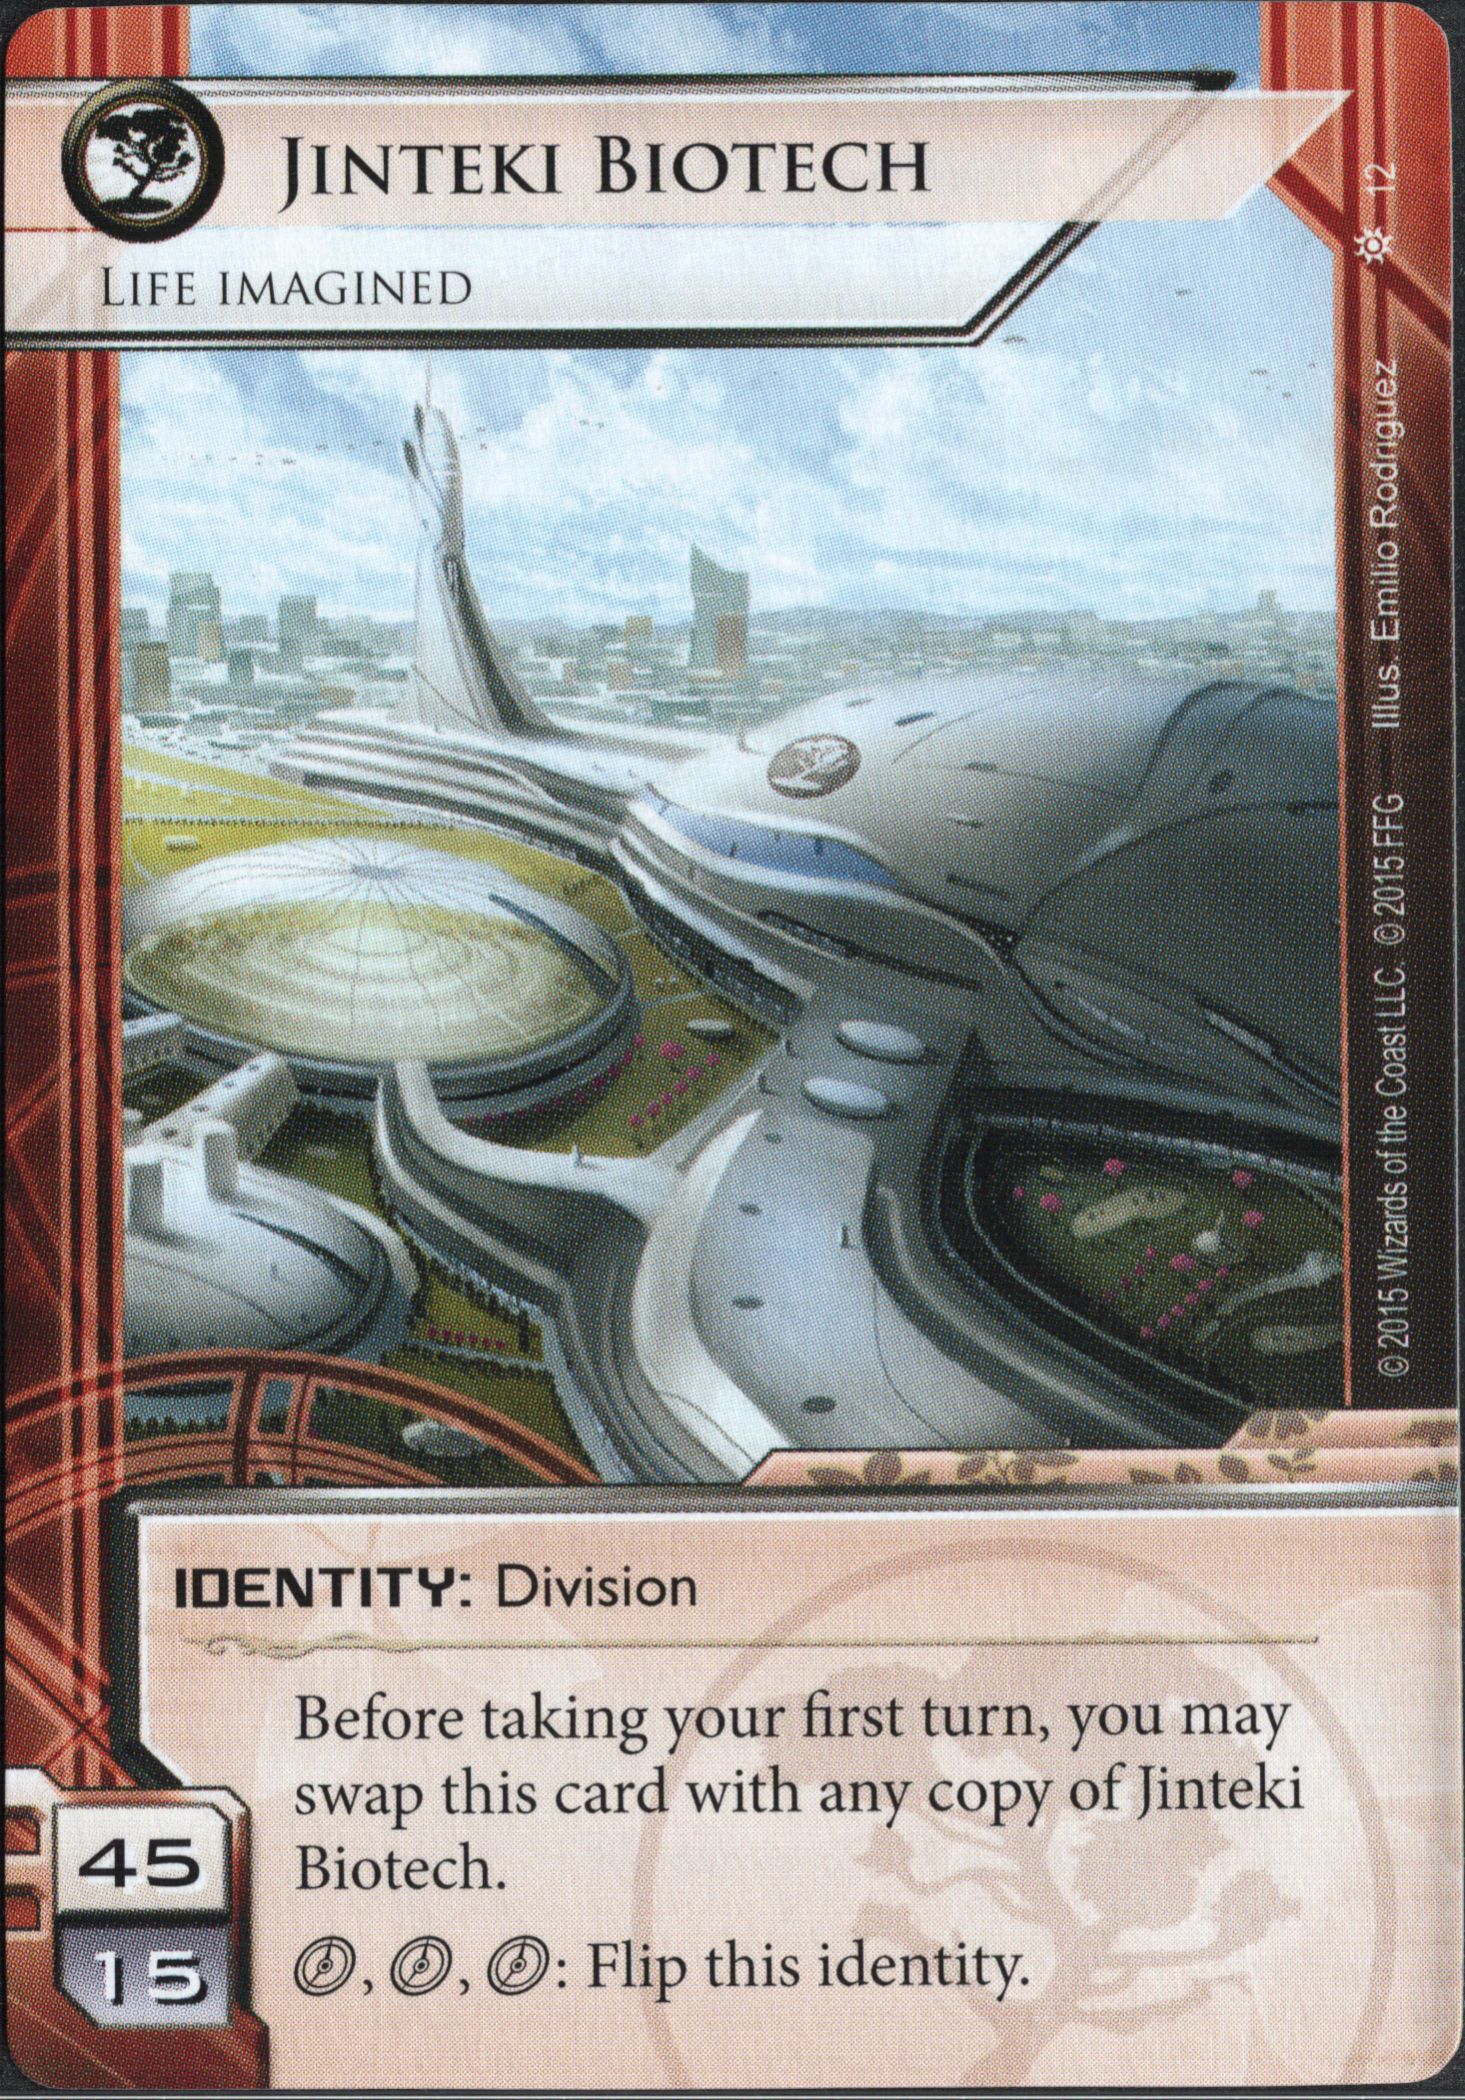 Jinteki Biotech
Life imagined
12
Illus. Emilio Rodriguez
© 2015 Wizards of the Coast LLC. © 2015 FFG
IDENTITY: Division
Before taking your first turn, you may
swap this card with any copy of Jinteki
Biotech.
, , : Flip this identity.
45
15